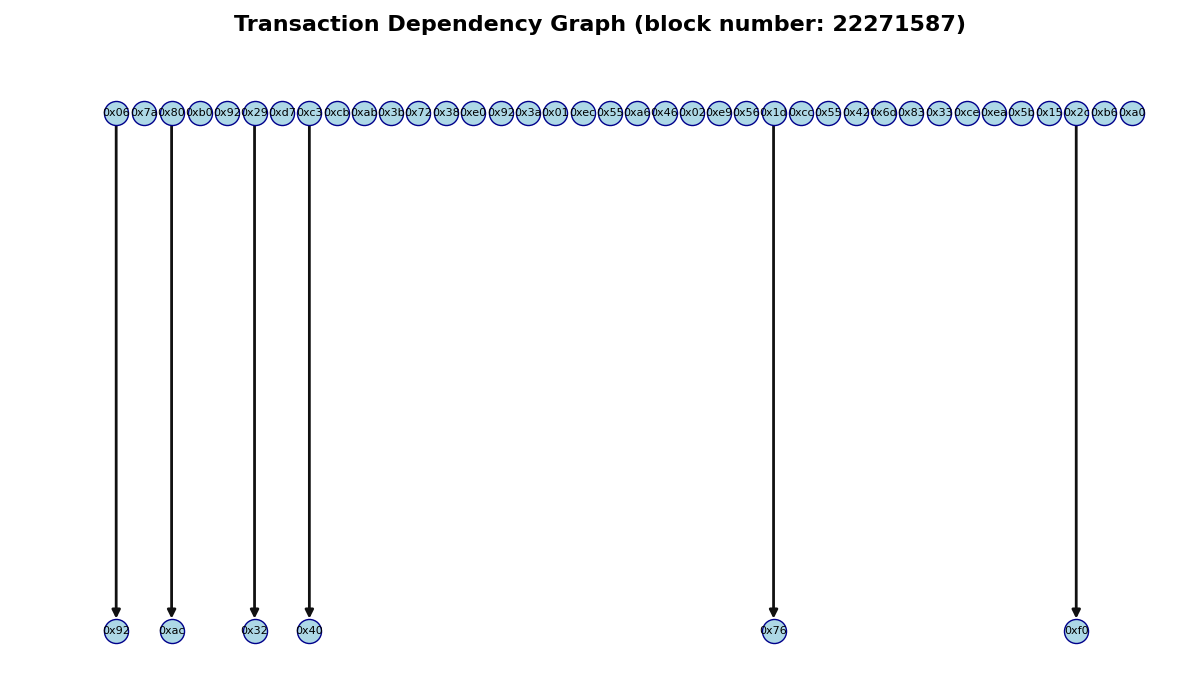 Transaction Dependency Graph (block number: 22271587)
0x06 0x7a 0x80 0xb0 0x92 0x29 0xd7 0xc3 0xcb 0xab 0x3b 0x72 0x38 0xe0 0x92 0x3a 0x01 0xec 0x55 0xa6 0x46 0x02 0xe9 0x56 0x1d 0xcc 0x55 0x42 0x6d 0x83 0x33 0xce 0xea 0x5b 0x15 0x2c 0xb6 0xa0
0x92 0xac 0x32 0x40 0x76 0xf0